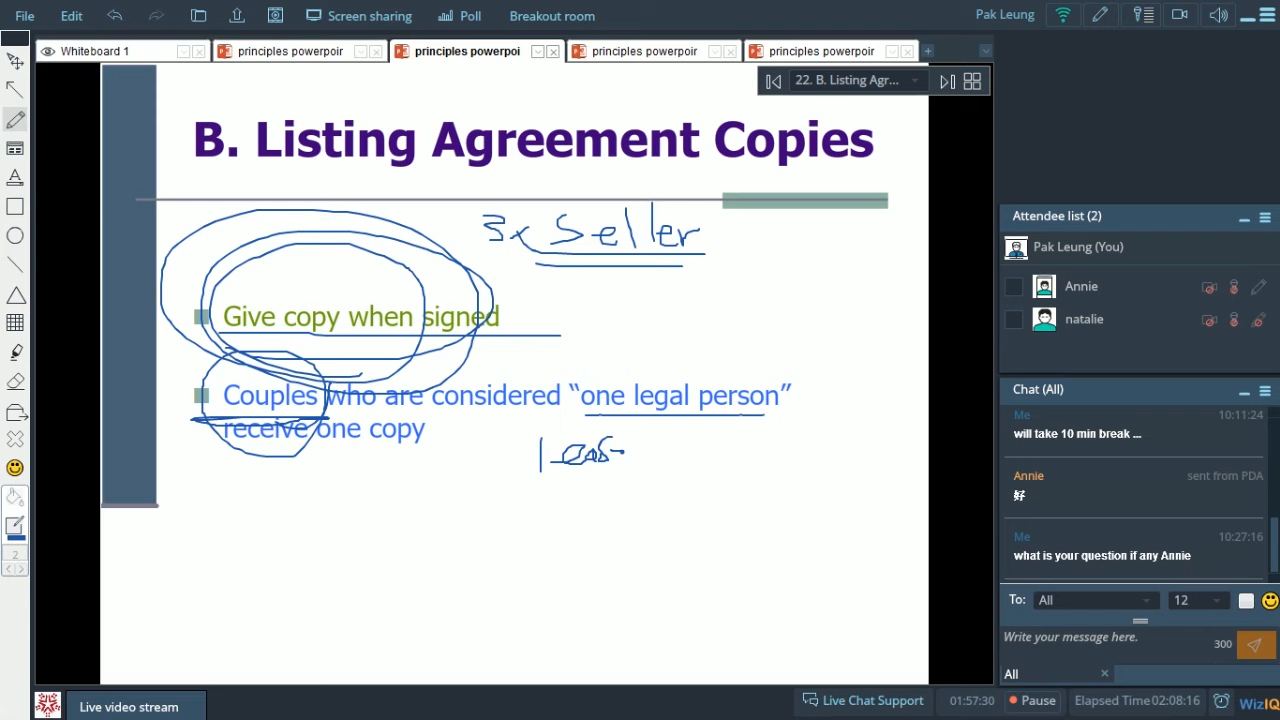 File Edit Screen sharing Poll Breakout room Pak Leung
Whiteboard 1 principles powerpoir principles powerpoi principles powerpoir principles powerpoir
22. B. Listing Agr...
B. Listing Agreement Copies
3x Seller
Give copy when signed
Couples who are considered “one legal person”
receive one copy
Attendee list (2)
Pak Leung (You)
Annie
natalie
Chat (All)
Me 10:11:24
will take 10 min break ...
Annie sent from PDA
好
Me 10:27:16
what is your question if any Annie
To: All 12
Write your message here. 300
All
2
Live video stream Live Chat Support 01:57:30 Pause Elapsed Time 02:08:16 WizIQ